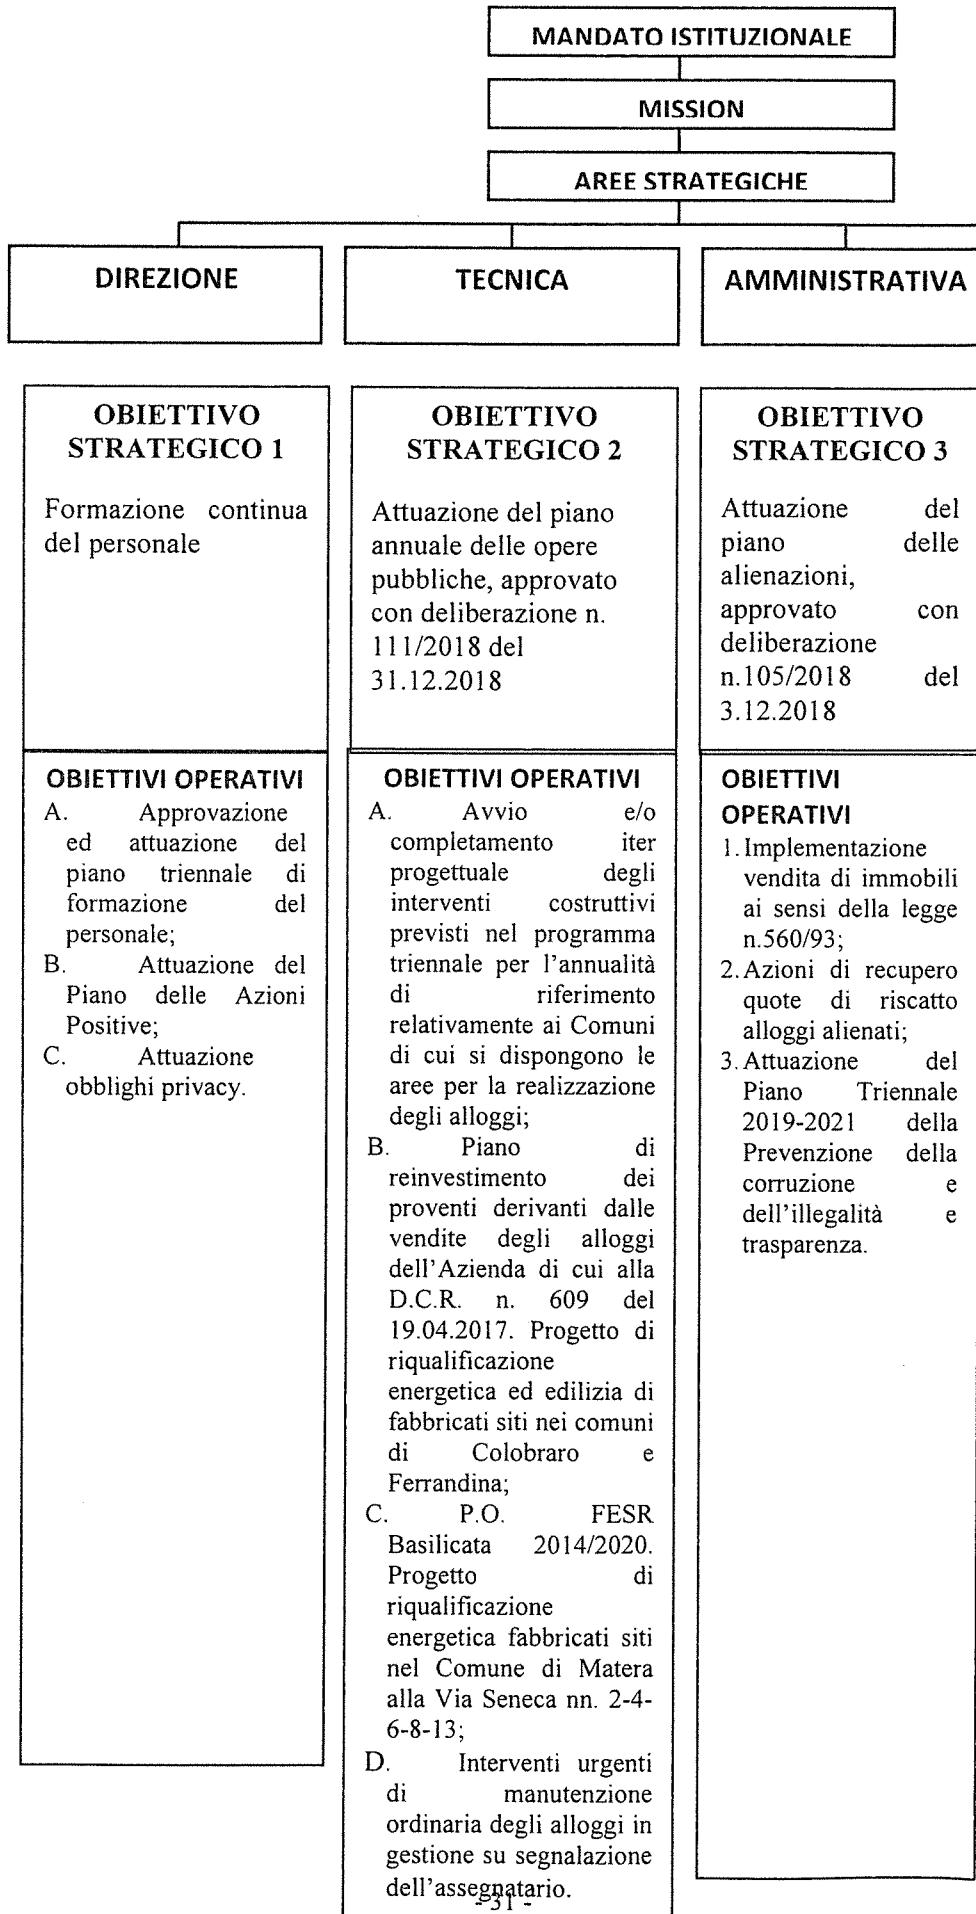 MANDATO ISTITUZIONALE
MISSION
AREE STRATEGICHE
DIREZIONE
TECNICA
AMMINISTRATIVA
OBIETTIVO
STRATEGICO 1
Formazione continua
del personale
OBIETTIVI OPERATIVI
A. Approvazione
ed attuazione del
piano triennale di
formazione del
personale;
B. Attuazione del
Piano delle Azioni
Positive;
C. Attuazione
obblighi privacy.
OBIETTIVO
STRATEGICO 2
Attuazione del piano
annuale delle opere
pubbliche, approvato
con deliberazione n.
111/2018 del
31.12.2018
OBIETTIVI OPERATIVI
A. Avvio e/o
completamento iter
progettuale degli
interventi costruttivi
previsti nel programma
triennale per l'annualità
di riferimento
relativamente ai Comuni
di cui si dispongono le
aree per la realizzazione
degli alloggi;
B. Piano di
reinvestimento dei
proventi derivanti dalle
vendite degli alloggi
dell'Azienda di cui alla
D.C.R. n. 609 del
19.04.2017. Progetto di
riqualificazione
energetica ed edilizia di
fabbricati siti nei comuni
di Colobraro e
Ferrandina;
C. P.O. FESR
Basilicata 2014/2020.
Progetto di
riqualificazione
energetica fabbricati siti
nel Comune di Matera
alla Via Seneca nn. 2-4-
6-8-13;
D. Interventi urgenti
di manutenzione
ordinaria degli alloggi in
gestione su segnalazione
dell'assegnatario.
OBIETTIVO
STRATEGICO 3
Attuazione del
piano delle
alienazioni,
approvato con
deliberazione
n.105/2018 del
3.12.2018
OBIETTIVI
OPERATIVI
1. Implementazione
vendita di immobili
ai sensi della legge
n.560/93;
2. Azioni di recupero
quote di riscatto
alloggi alienati;
3. Attuazione del
Piano Triennale
2019-2021 della
Prevenzione della
corruzione e
dell'illegalità e
trasparenza.
- 31 -